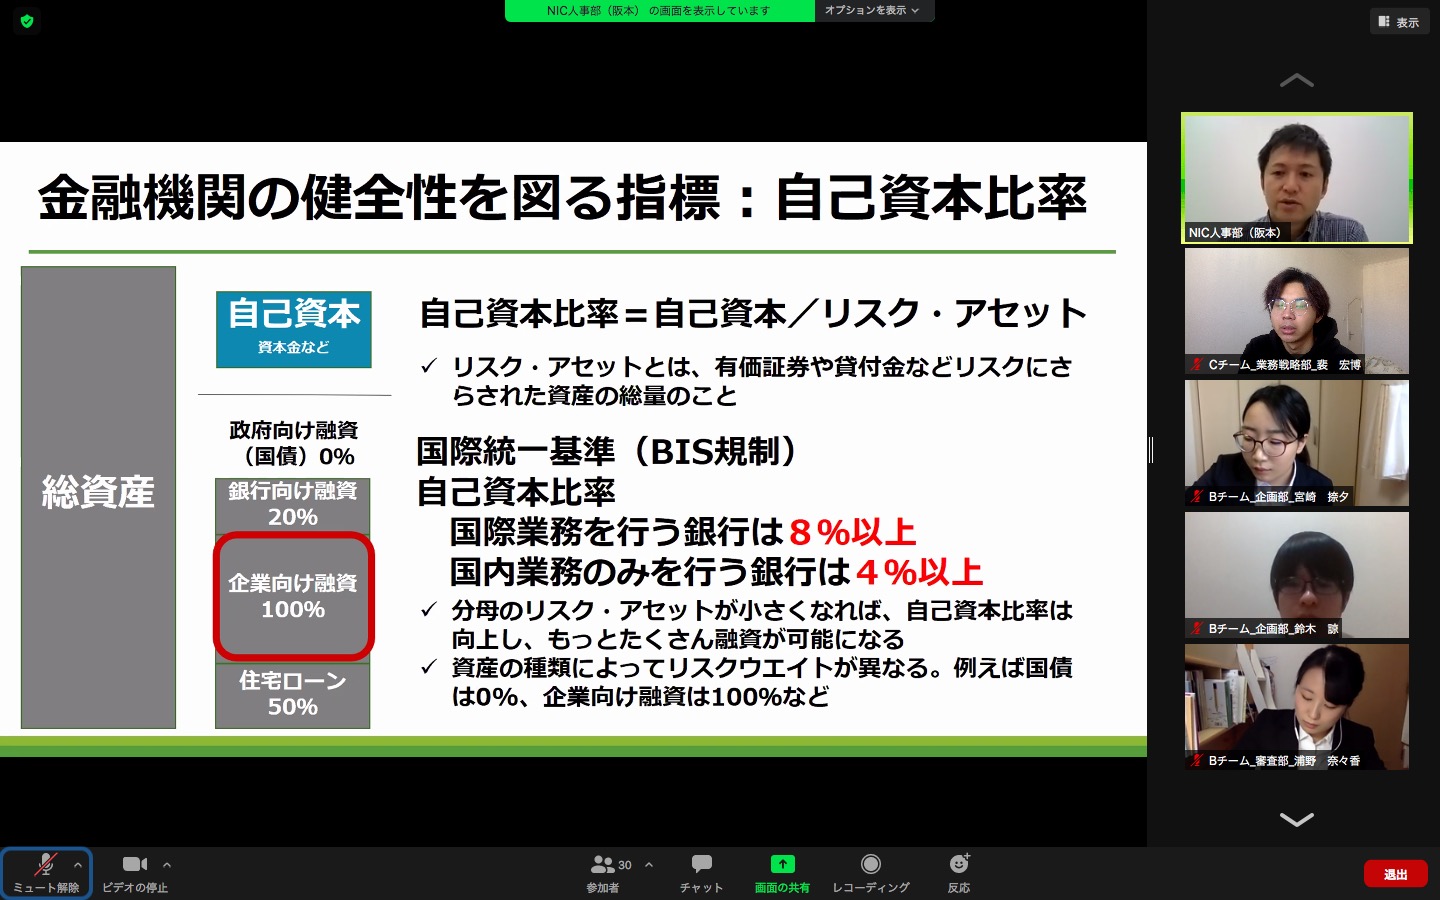 NIC人事部（阪本） の画面を表示しています
オプションを表示
表示
金融機関の健全性を図る指標：自己資本比率
総資産
自己資本
資本金など
政府向け融資
（国債）0%
銀行向け融資
20%
企業向け融資
100%
住宅ローン
50%
自己資本比率＝自己資本／リスク・アセット
✓ リスク・アセットとは、有価証券や貸付金などリスクにさ
らされた資産の総量のこと
国際統一基準（BIS規制）
自己資本比率
国際業務を行う銀行は８%以上
国内業務のみを行う銀行は４%以上
✓ 分母のリスク・アセットが小さくなれば、自己資本比率は
向上し、もっとたくさん融資が可能になる
✓ 資産の種類によってリスクウエイトが異なる。例えば国債
は0%、企業向け融資は100%など
NIC人事部（阪本）
Cチーム_業務戦略部_裴　宏博
Bチーム_企画部_宮崎　捺夕
Bチーム_企画部_鈴木　諒
Bチーム_審査部_浦野　奈々香
ミュート解除
ビデオの停止
30
参加者
チャット
画面の共有
レコーディング
反応
退出